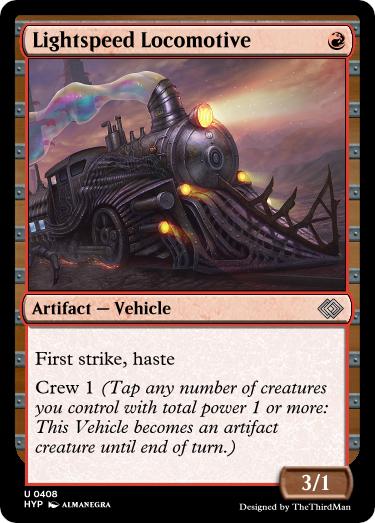 Lightspeed Locomotive
Artifact — Vehicle
First strike, haste
Crew 1 (Tap any number of creatures
you control with total power 1 or more:
This Vehicle becomes an artifact
creature until end of turn.)
3/1
U 0408
HYP ALMANEGRA
Designed by TheThirdMan